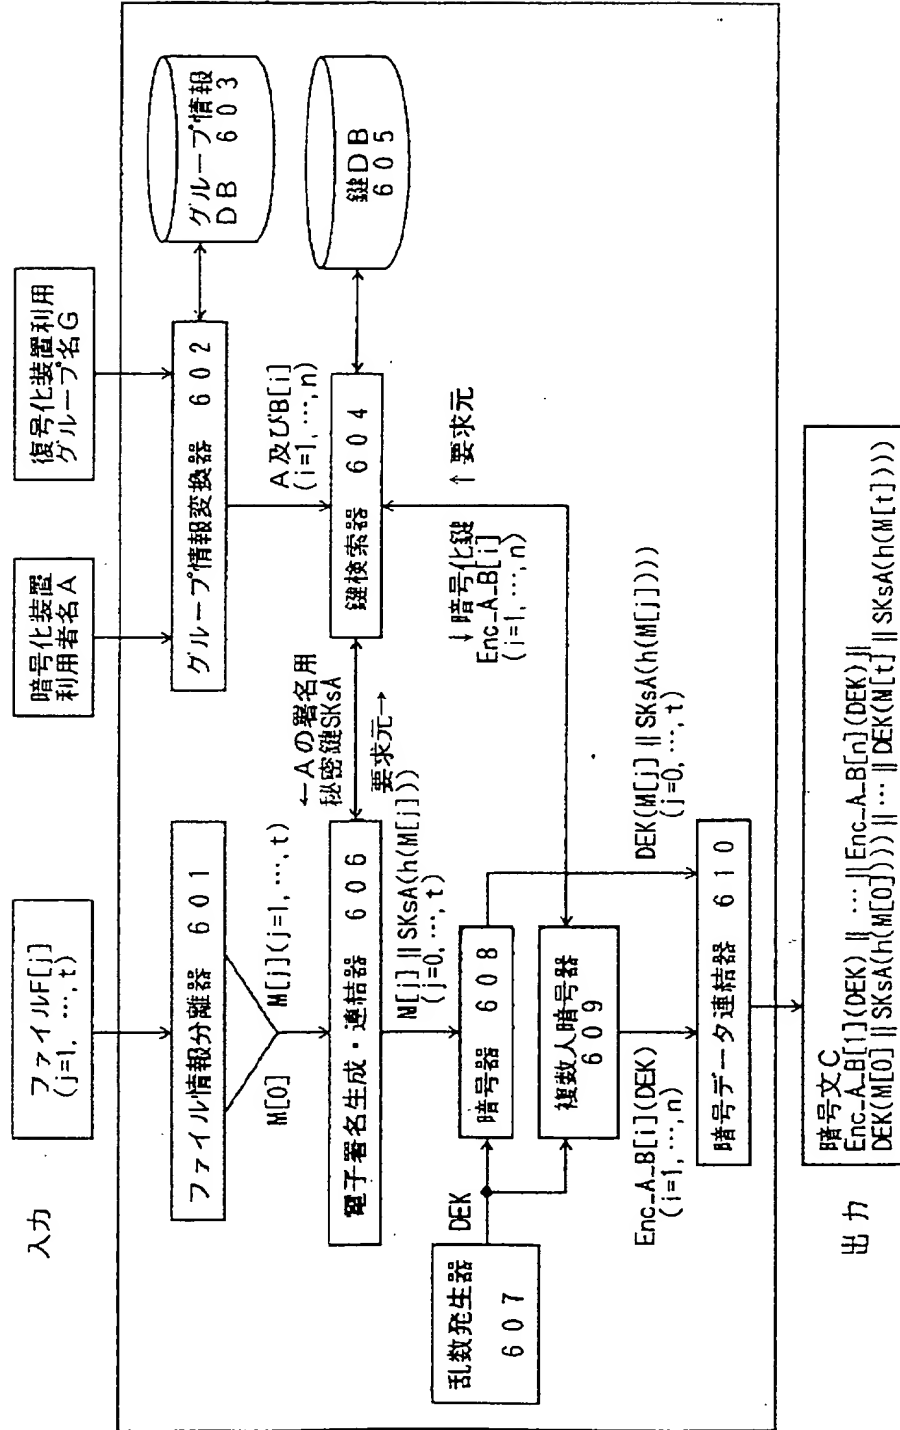 入力
ファイルF[j]
(j=1, …, t)
暗号化装置
利用者名A
復号化装置利用
グループ名G
ファイル情報分離器 601
グループ情報変換器 602
グループ情報
DB 603
M[0]
M[j](j=1, …, t)
A及びB[i]
(i=1, …, n)
←Aの署名用
秘密鍵SKsA
要求元→
鍵検索器 604
鍵DB
605
電子署名生成・連結器 606
M[j] || SKsA(h(M[j]))
(j=0, …, t)
↓暗号化鍵
Enc_A_B[i]
(i=1, …, n)
↑要求元
乱数発生器
607
DEK
暗号器 608
複数人暗号器
609
DEK(M[j] || SKsA(h(M[j])))
(j=0, …, t)
Enc_A_B[i](DEK)
(i=1, …, n)
暗号データ連結器 610
出力
暗号文C
Enc_A_B[1](DEK) || … || Enc_A_B[n](DEK) ||
DEK(M[0] || SKsA(h(M[0]))) || … || DEK(M[t] || SKsA(h(M[t])))